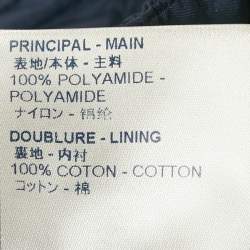 PRINCIPAL - MAIN
表地/本体 - 主料
100% POLYAMIDE -
POLYAMIDE
ナイロン - 锦纶
DOUBLURE - LINING
裏地 - 内衬
100% COTON - COTTON
コットン - 棉